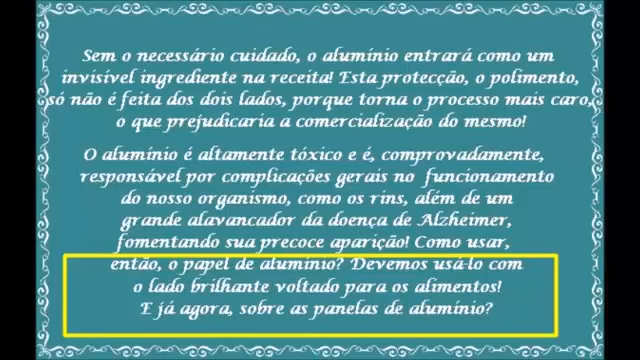 Sem o necessário cuidado, o alumínio entrará como um
invisível ingrediente na receita! Esta protecção, o polimento,
só não é feita dos dois lados, porque torna o processo mais caro,
o que prejudicaria a comercialização do mesmo!
O alumínio é altamente tóxico e é, comprovadamente,
responsável por complicações gerais no funcionamento
do nosso organismo, como os rins, além de um
grande alavancador da doença de Alzheimer,
fomentando sua precoce aparição! Como usar,
então, o papel de alumínio? Devemos usá-lo com
o lado brilhante voltado para os alimentos!
E já agora, sobre as panelas de alumínio?